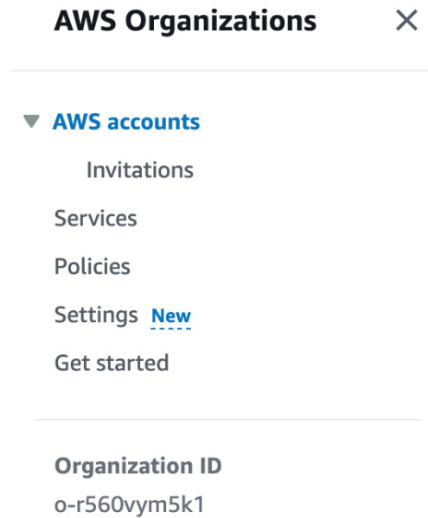 AWS Organizations
AWS accounts
Invitations
Services
Policies
Settings New
Get started
Organization ID
o-r560vym5k1